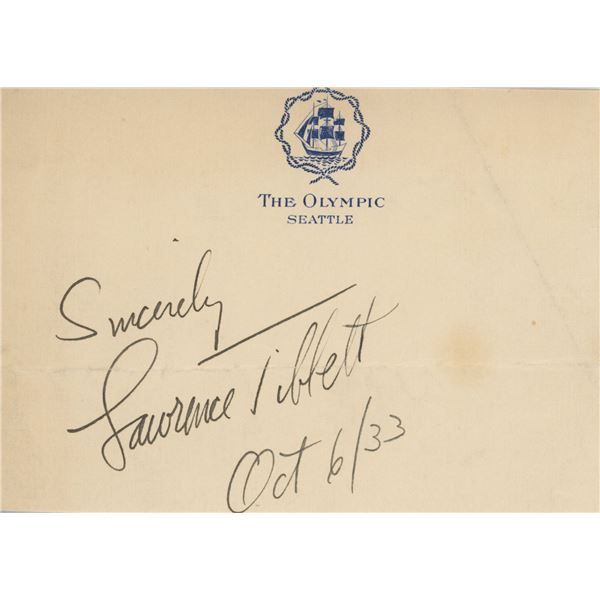 THE OLYMPIC
SEATTLE
Sincerely
Lawrence Tibbett
Oct 6/33